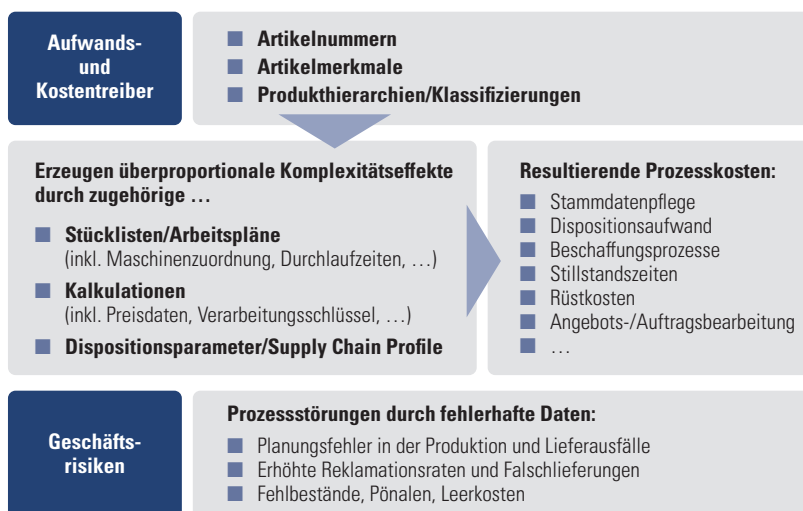 Aufwands-
und
Kostentreiber
Artikelnummern
Artikelmerkmale
Produkthierarchien/Klassifizierungen
Erzeugen überproportionale Komplexitätseffekte
durch zugehörige …
Stücklisten/Arbeitspläne
(inkl. Maschinenzuordnung, Durchlaufzeiten, …)
Kalkulationen
(inkl. Preisdaten, Verarbeitungsschlüssel, …)
Dispositionsparameter/Supply Chain Profile
Resultierende Prozesskosten:
Stammdatenpflege
Dispositionsaufwand
Beschaffungsprozesse
Stillstandszeiten
Rüstkosten
Angebots-/Auftragsbearbeitung
…
Geschäfts-
risiken
Prozessstörungen durch fehlerhafte Daten:
Planungsfehler in der Produktion und Lieferausfälle
Erhöhte Reklamationsraten und Falschlieferungen
Fehlbestände, Pönalen, Leerkosten